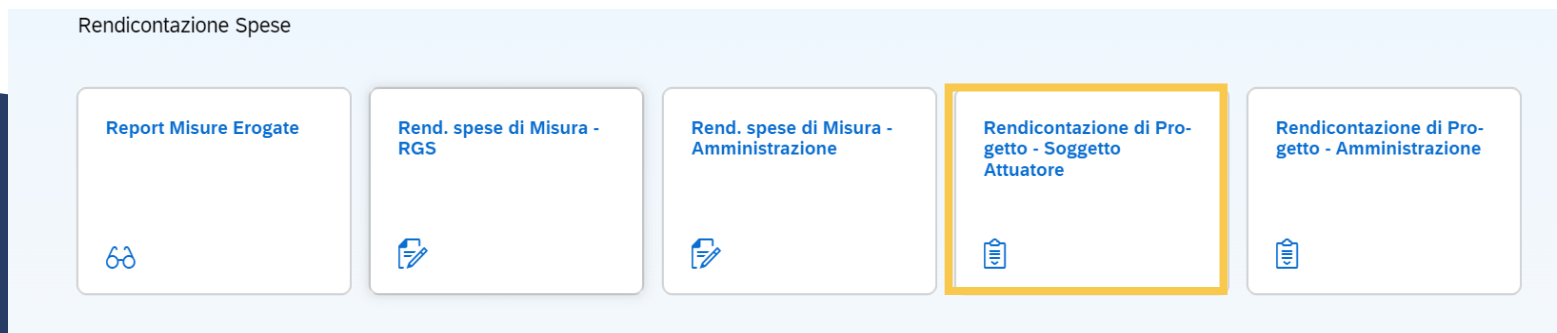 Rendicontazione Spese
Report Misure Erogate
Rend. spese di Misura -
RGS
Rend. spese di Misura -
Amministrazione
Rendicontazione di Pro-
getto - Soggetto
Attuatore
Rendicontazione di Pro-
getto - Amministrazione